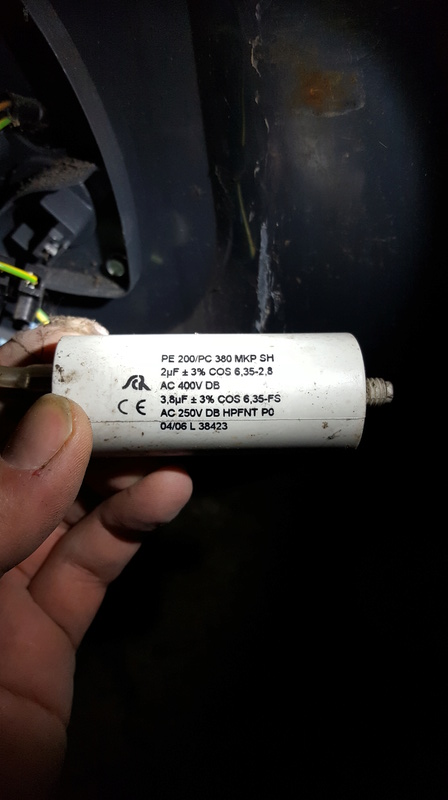 PE 200/PC 380 MKP SH
2µF ± 3% COS 6,35-2,8
AC 400V DB
3,8µF ± 3% COS 6,35-FS
CE AC 250V DB HPFNT P0
04/06 L 38423